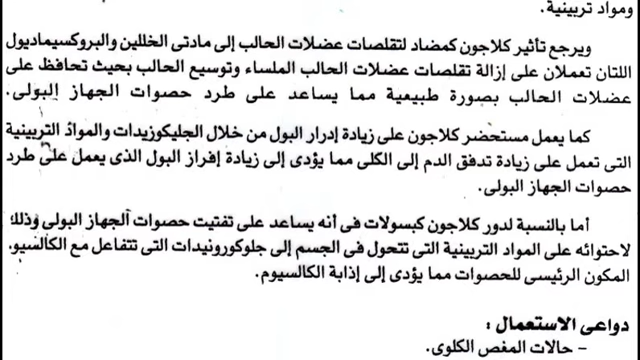 ومواد تربينية.
ويرجع تأثير كلاجون كمضاد لتقلصات عضلات الحالب إلى مادتى الخللين والبروكسيماديول
اللتان تعملان على إزالة تقلصات عضلات الحالب الملساء وتوسيع الحالب بحيث تحافظ على
عضلات الحالب بصورة طبيعية مما يساعد على طرد حصوات الجهاز البولى.
كما يعمل مستحضر كلاجون على زيادة إدرار البول من خلال الجليكوزيدات والمواد التربينية
التى تعمل على زيادة تدفق الدم إلى الكلى مما يؤدى إلى زيادة إفراز البول الذى يعمل على طرد
حصوات الجهاز البولى.
أما بالنسبة لدور كلاجون كبسولات فى أنه يساعد على تفتيت حصوات الجهاز البولى وذلك
لاحتوائه على المواد التربينية التى تتحول فى الجسم إلى جلوكورونيدات التى تتفاعل مع الكالسيو،
المكون الرئيسى للحصوات مما يؤدى إلى إذابة الكالسيوم.
دواعى الاستعمال :
- حالات المغص الكلوى.